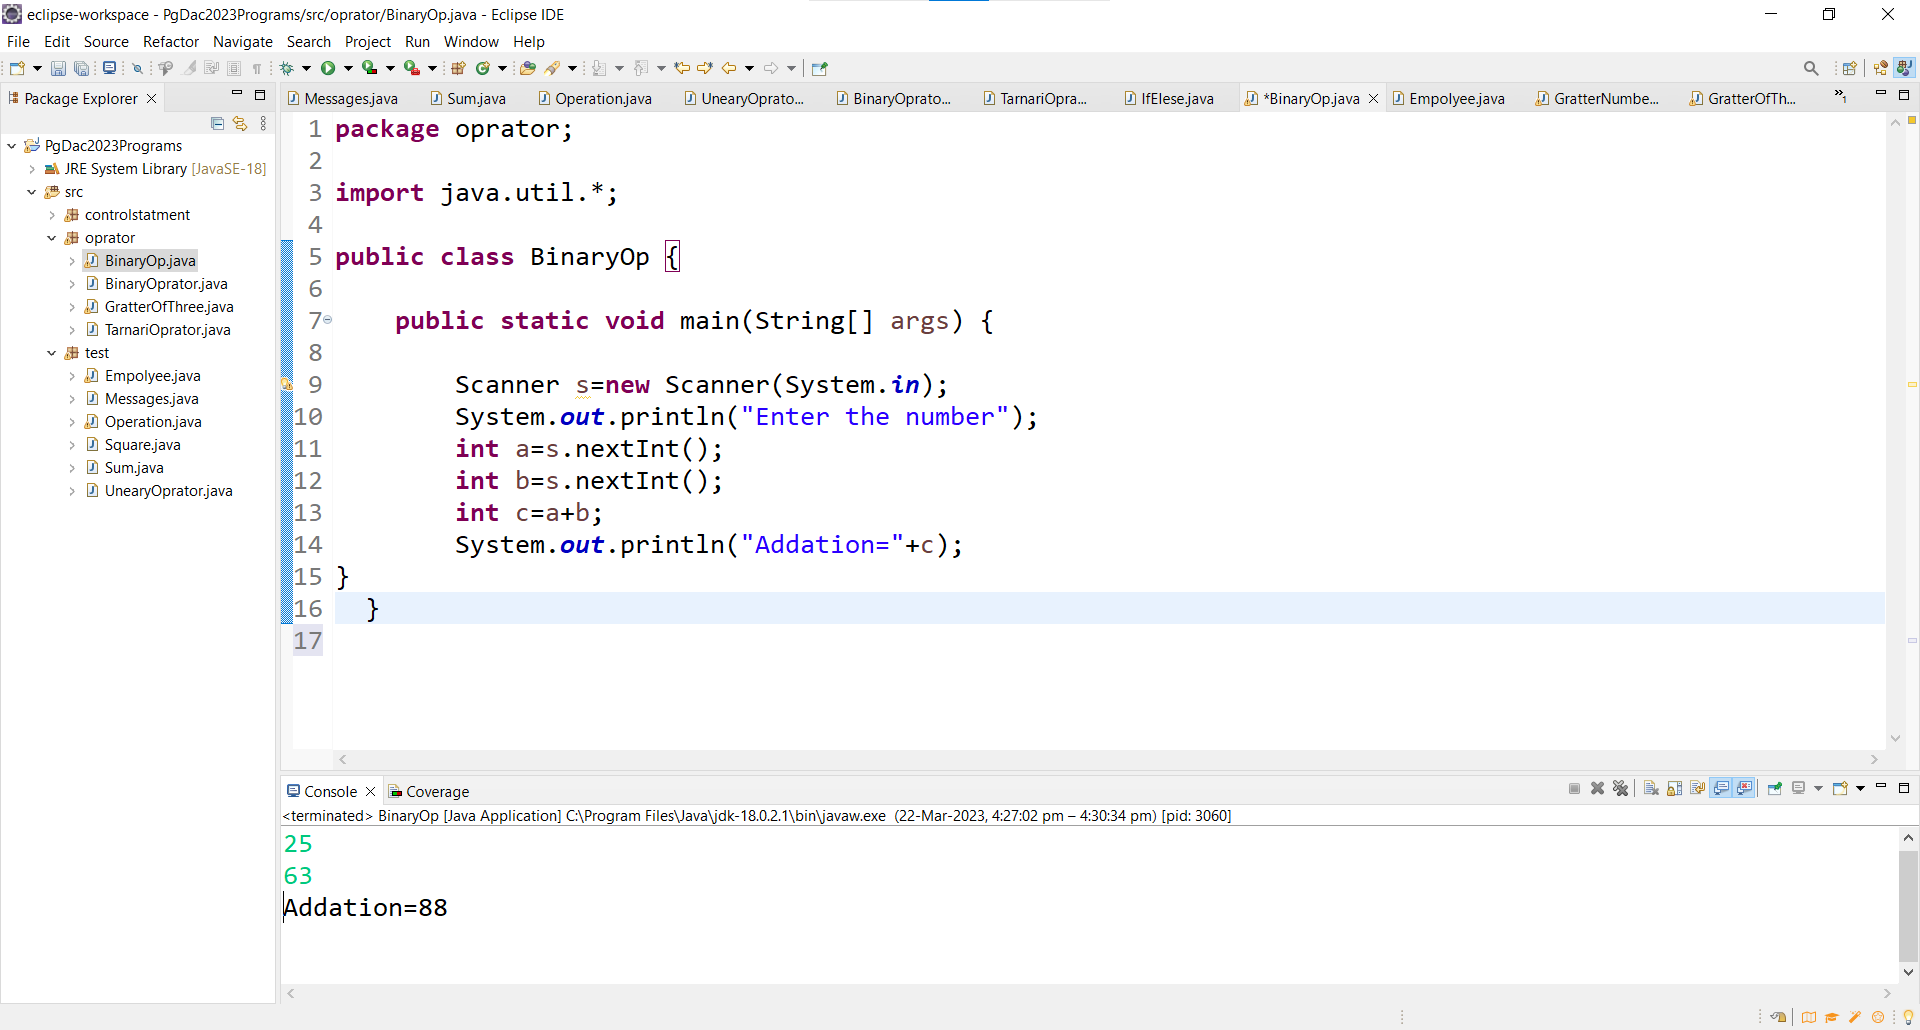 eclipse-workspace - PgDac2023Programs/src/oprator/BinaryOp.java - Eclipse IDE
File Edit Source Refactor Navigate Search Project Run Window Help
Package Explorer
PgDac2023Programs
JRE System Library [JavaSE-18]
src
controlstatment
oprator
BinaryOp.java
BinaryOprator.java
GratterOfThree.java
TarnariOprator.java
test
Empolyee.java
Messages.java
Operation.java
Square.java
Sum.java
UnearyOprator.java
Messages.java Sum.java Operation.java UnearyOprato... BinaryOprato... TarnariOpra... IfElese.java *BinaryOp.java Empolyee.java GratterNumbe... GratterOfTh... »1
1 package oprator;
2
3 import java.util.*;
4
5 public class BinaryOp {
6
7 public static void main(String[] args) {
8
9 Scanner s=new Scanner(System.in);
10 System.out.println("Enter the number");
11 int a=s.nextInt();
12 int b=s.nextInt();
13 int c=a+b;
14 System.out.println("Addation="+c);
15 }
16 }
17
Console Coverage
<terminated> BinaryOp [Java Application] C:\Program Files\Java\jdk-18.0.2.1\bin\javaw.exe (22-Mar-2023, 4:27:02 pm – 4:30:34 pm) [pid: 3060]
25
63
Addation=88